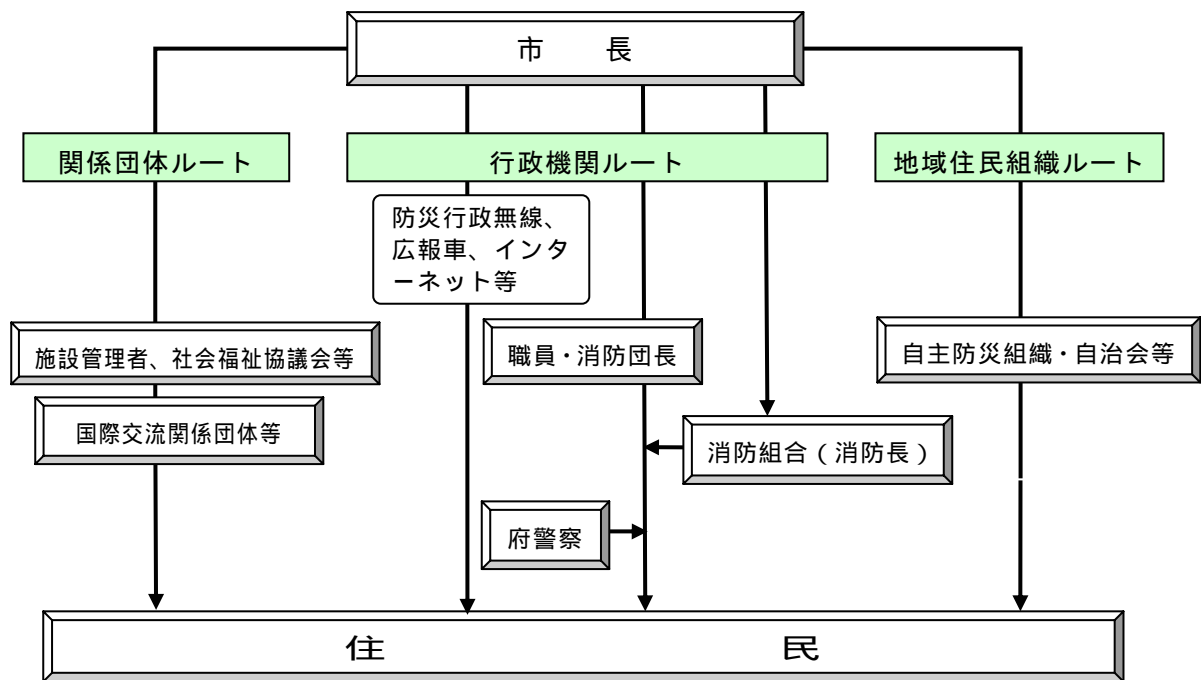 市 長
関係団体ルート
行政機関ルート
地域住民組織ルート
防災行政無線、
広報車、インタ
ーネット等
施設管理者、社会福祉協議会等
職員・消防団長
自主防災組織・自治会等
国際交流関係団体等
消防組合(消防長)
府警察
住 民